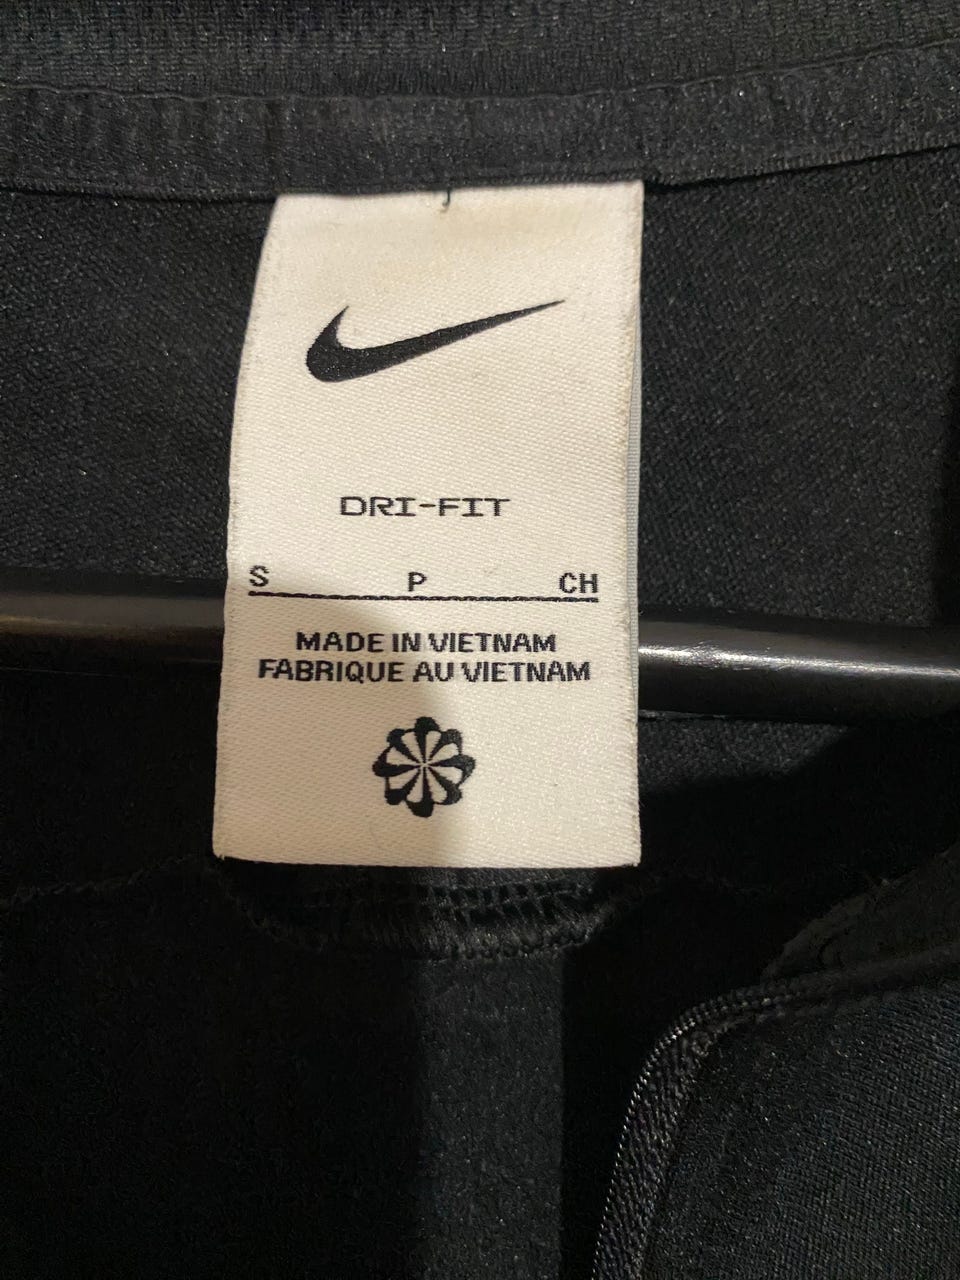 DRI-FIT
S P CH
MADE IN VIETNAM
FABRIQUE AU VIETNAM